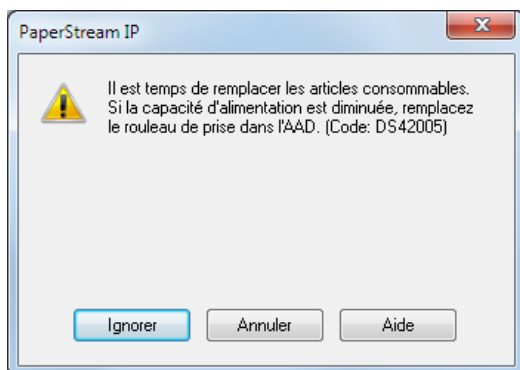 PaperStream IP
Il est temps de remplacer les articles consommables.
Si la capacité d'alimentation est diminuée, remplacez
le rouleau de prise dans l'AAD. (Code: DS42005)
Ignorer
Annuler
Aide